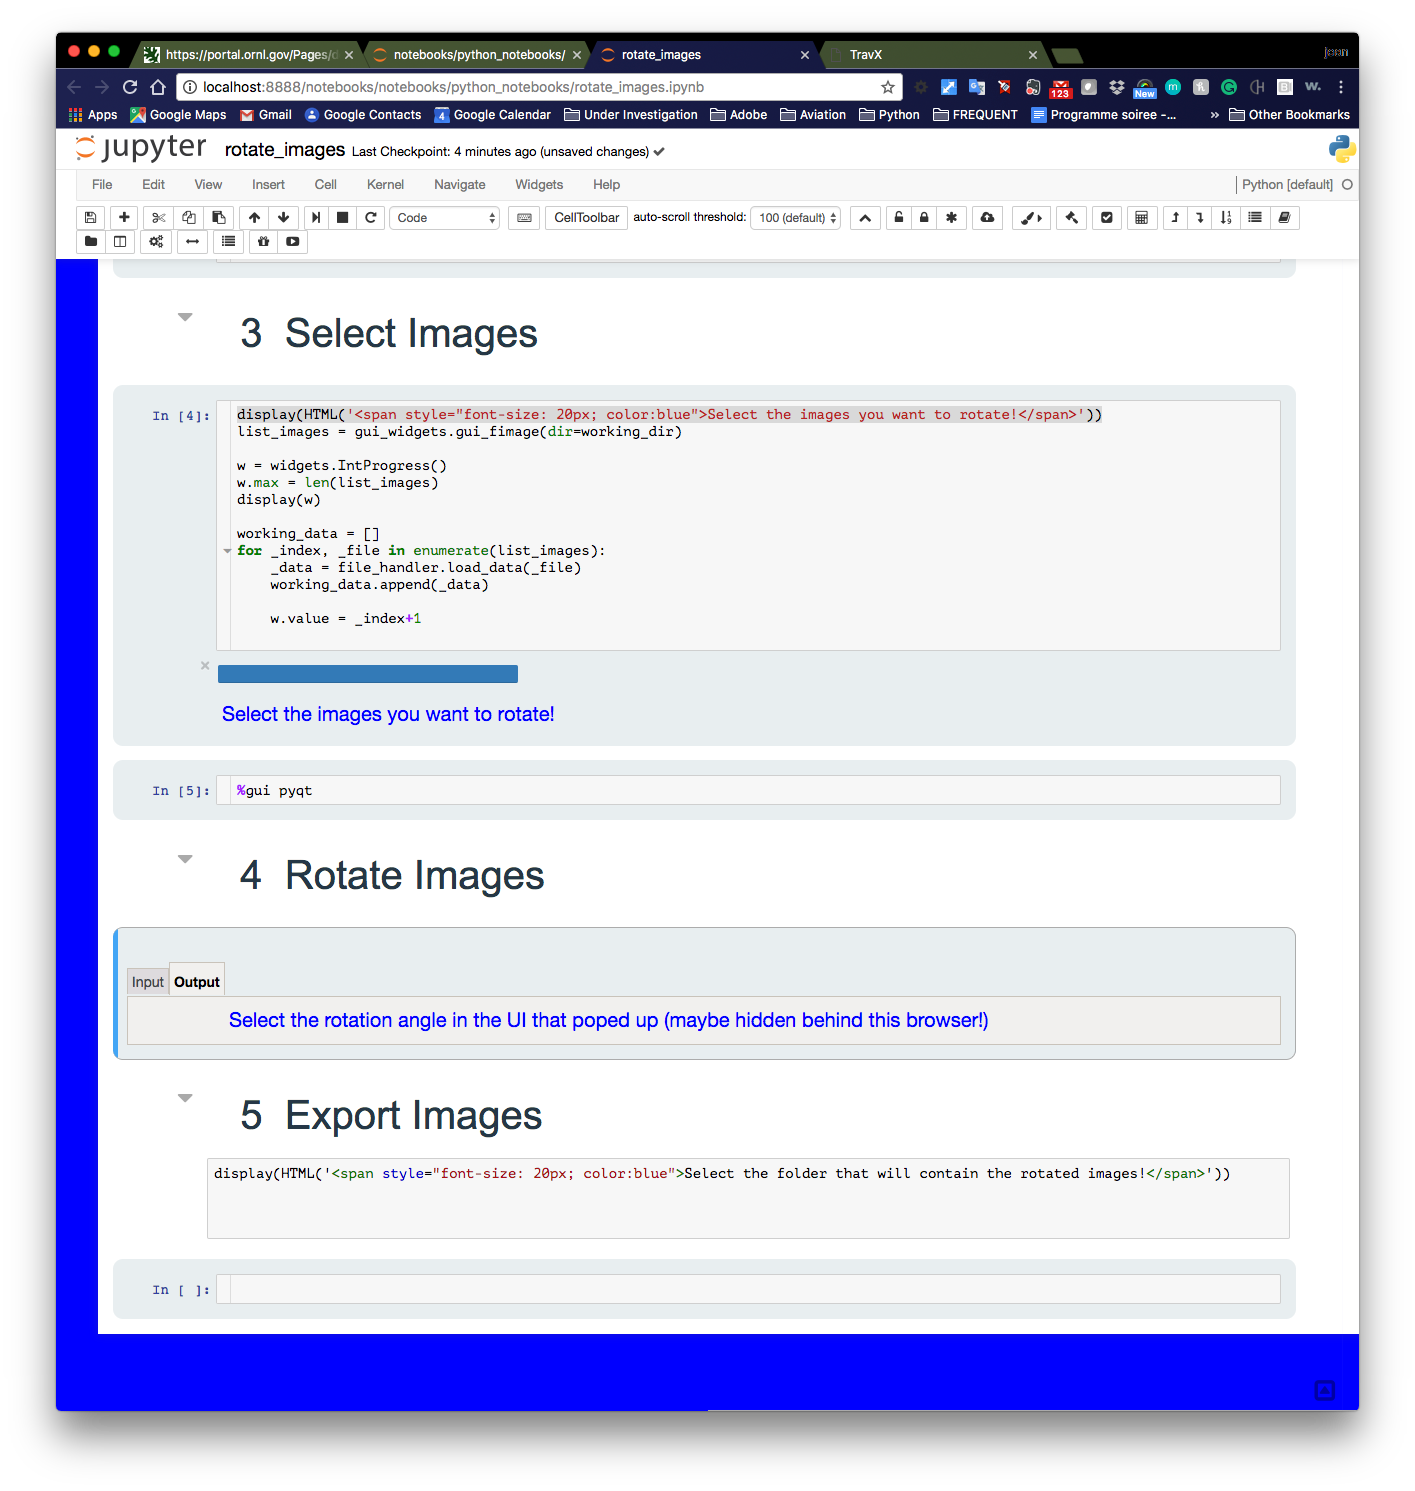 https://portal.ornl.gov/Pages/d
notebooks/python_notebooks/
rotate_images
TravX
jean
localhost:8888/notebooks/notebooks/python_notebooks/rotate_images.ipynb
123
New
m
w.
Apps
Google Maps
Gmail
Google Contacts
4 Google Calendar
Under Investigation
Adobe
Aviation
Python
FREQUENT
Programme soiree -...
»
Other Bookmarks
jupyter rotate_images Last Checkpoint: 4 minutes ago (unsaved changes)
File Edit View Insert Cell Kernel Navigate Widgets Help
Python [default]
Code
CellToolbar
auto-scroll threshold:
100 (default)
3 Select Images
In [4]:
display(HTML('<span style="font-size: 20px; color:blue">Select the images you want to rotate!</span>'))
list_images = gui_widgets.gui_fimage(dir=working_dir)
w = widgets.IntProgress()
w.max = len(list_images)
display(w)
working_data = []
for _index, _file in enumerate(list_images):
    _data = file_handler.load_data(_file)
    working_data.append(_data)
    w.value = _index+1
Select the images you want to rotate!
In [5]: %gui pyqt
4 Rotate Images
Input Output
Select the rotation angle in the UI that poped up (maybe hidden behind this browser!)
5 Export Images
display(HTML('<span style="font-size: 20px; color:blue">Select the folder that will contain the rotated images!</span>'))
In [ ]: